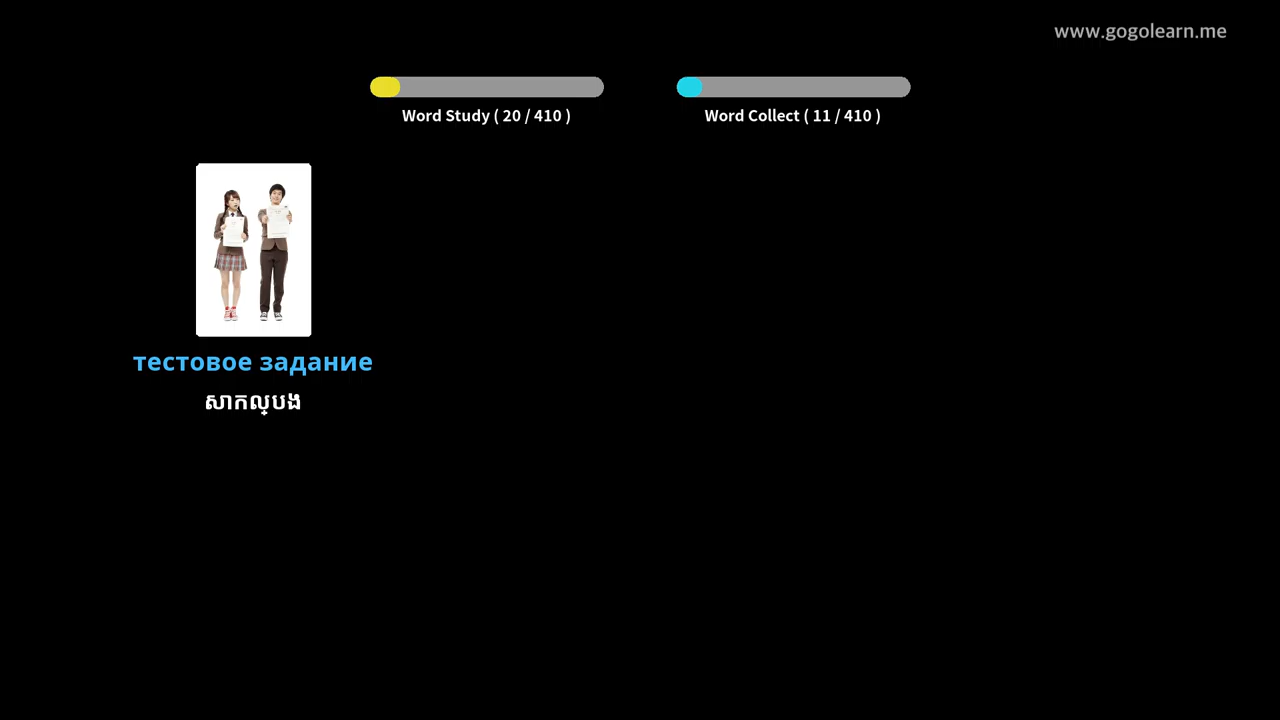 www.gogolearn.me
Word Study ( 20 / 410 )
Word Collect ( 11 / 410 )
тестовое задание
សាកល្បង